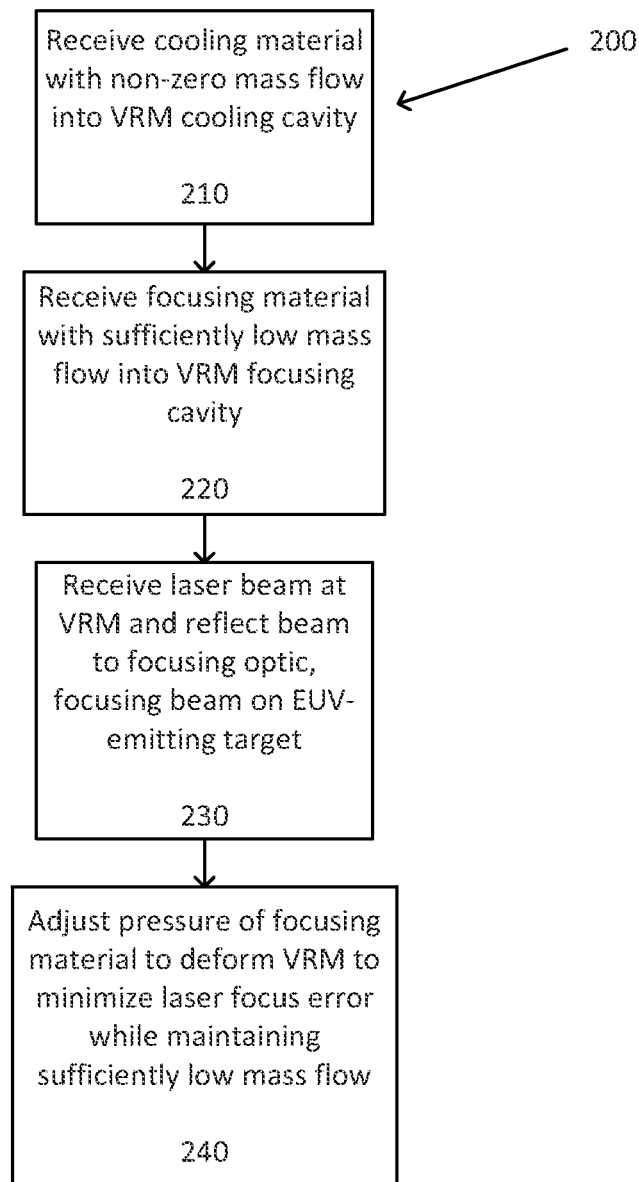 Receive cooling material
with non-zero mass flow
into VRM cooling cavity
210
200
Receive focusing material
with sufficiently low mass
flow into VRM focusing
cavity
220
Receive laser beam at
VRM and reflect beam
to focusing optic,
focusing beam on EUV-
emitting target
230
Adjust pressure of focusing
material to deform VRM to
minimize laser focus error
while maintaining
sufficiently low mass flow
240